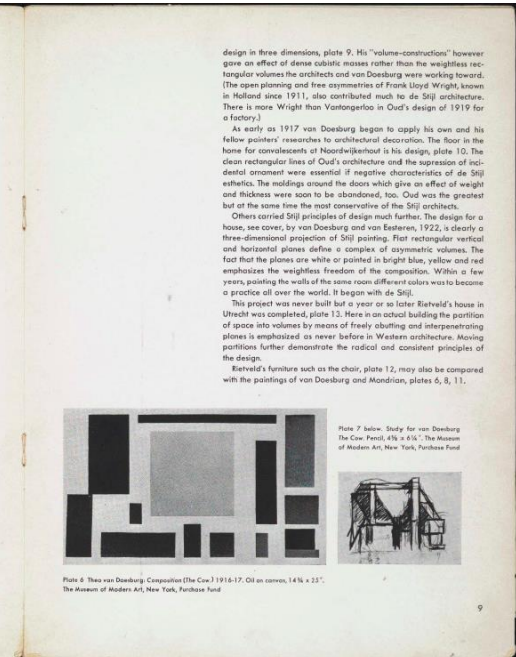 design in three dimensions, plate 9. His "volume-constructions" however
gave an effect of dense cubistic masses rather than the weightless rec-
tangular volumes the architects and van Doesburg were working toward.
(The open planning and free asymmetries of Frank Lloyd Wright, known
in Holland since 1911, also contributed much to de Stijl architecture.
There is more Wright than Vantongerloo in Oud's design of 1919 for
a factory.)
As early as 1917 van Doesburg began to apply his own and his
fellow painters' researches to architectural decoration. The floor in the
home for convalescents at Noordwijkerhout is his design, plate 10. The
clean rectangular lines of Oud's architecture and the supression of inci-
dental ornament were essential if negative characteristics of de Stijl
esthetics. The moldings around the doors which give an effect of weight
and thickness were soon to be abandoned, too. Oud was the greatest
but at the same time the most conservative of the Stijl architects.
Others carried Stijl principles of design much further. The design for a
house, see cover, by van Doesburg and van Eesteren, 1922, is clearly a
three-dimensional projection of Stijl painting. Flat rectangular vertical
and horizontal planes define a complex of asymmetric volumes. The
fact that the planes are white or painted in bright blue, yellow and red
emphasizes the weightless freedom of the composition. Within a few
years, painting the walls of the same room different colors was to become
a practice all over the world. It began with de Stijl.
This project was never built but a year or so later Rietveld's house in
Utrecht was completed, plate 13. Here in an actual building the partition
of space into volumes by means of freely abutting and interpenetrating
planes is emphasized as never before in Western architecture. Moving
partitions further demonstrate the radical and consistent principles of
the design.
Rietveld's furniture such as the chair, plate 12, may also be compared
with the paintings of van Doesburg and Mondrian, plates 6, 8, 11.
Plate 7 below. Study for van Doesburg
The Cow. Pencil, 4⅝ x 6¼". The Museum
of Modern Art, New York, Purchase Fund
Plate 6 Theo van Doesburg: Composition (The Cow.) 1916-17. Oil on canvas, 14¾ x 25".
The Museum of Modern Art, New York, Purchase Fund
9